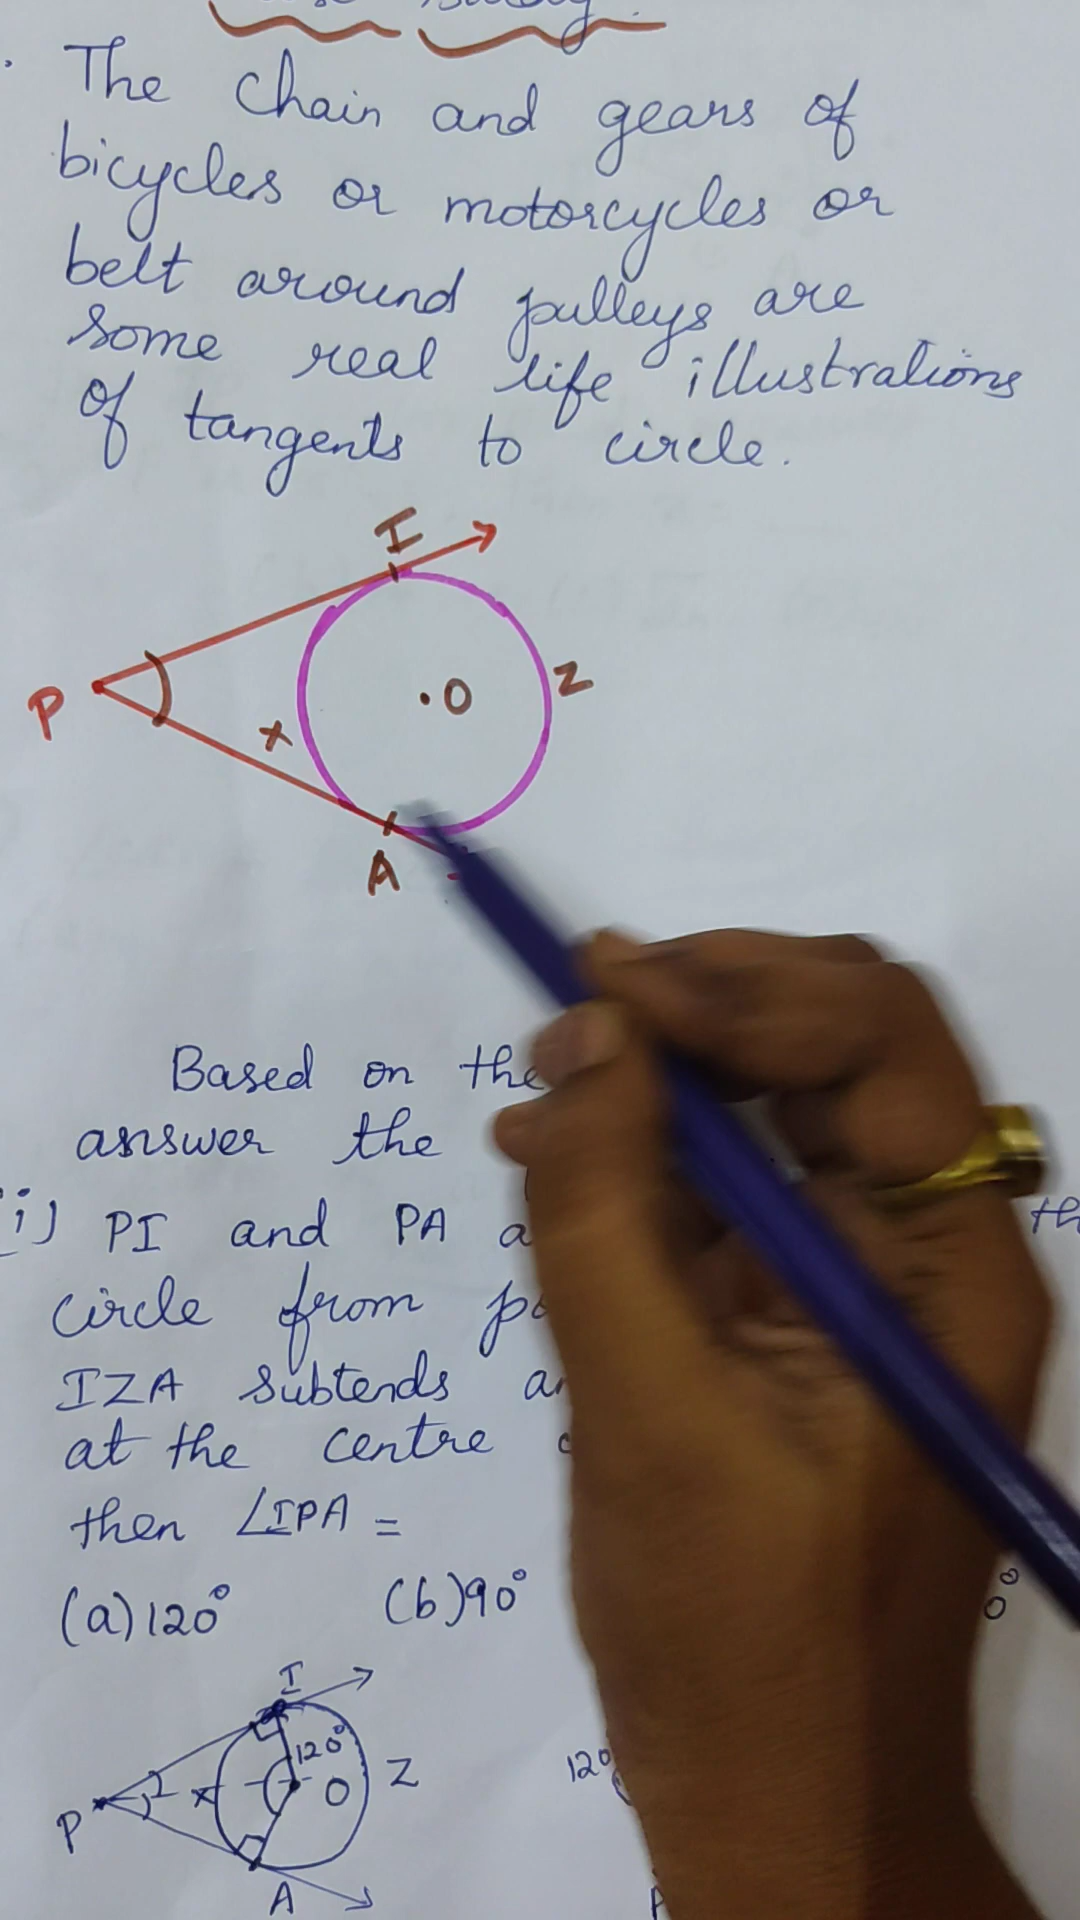 The chain and gears of
bicycles or motorcycles or
belt around pulleys are
some real life illustrations
of tangents to circle.
I
P
O
Z
X
A
Based on the
answer the
(i) PI and PA
circle from
IZA subtends
at the centre
then ∠IPA =
(a) 120° (b) 90°
I
120°
P
X
O
Z
A
120